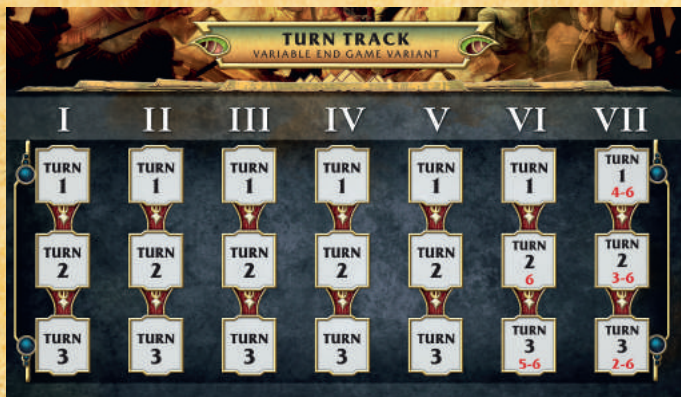 TURN TRACK
VARIABLE END GAME VARIANT
I II III IV V VI VII
TURN TURN TURN TURN TURN TURN TURN
1 1 1 1 1 1 1
4-6
TURN TURN TURN TURN TURN TURN TURN
2 2 2 2 2 2 2
6 3-6
TURN TURN TURN TURN TURN TURN TURN
3 3 3 3 3 3 3
5-6 2-6